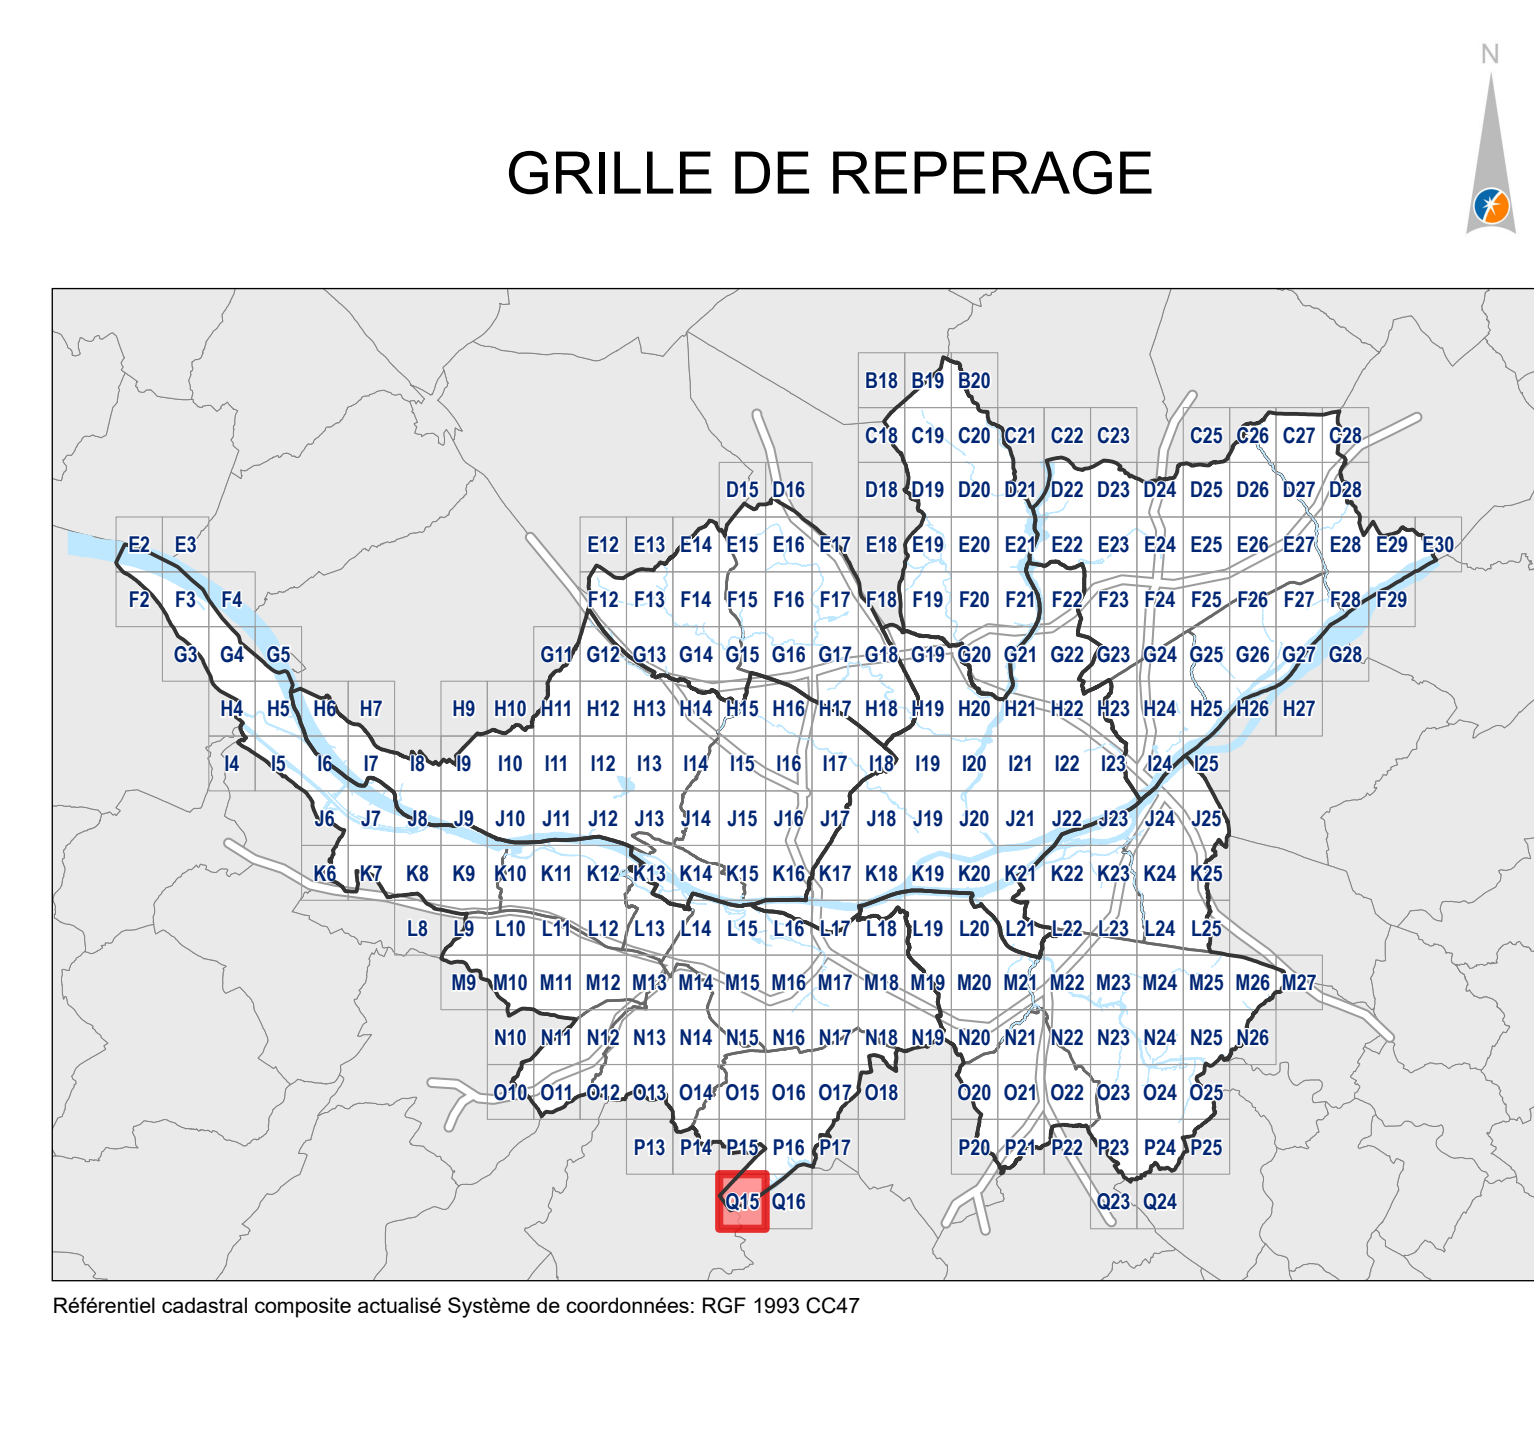 N
GRILLE DE REPERAGE
B18 B19 B20
C18 C19 C20 C21 C22 C23 C25 C26 C27 C28
D15 D16 D18 D19 D20 D21 D22 D23 D24 D25 D26 D27 D28
E2 E3 E12 E13 E14 E15 E16 E17 E18 E19 E20 E21 E22 E23 E24 E25 E26 E27 E28 E29 E30
F2 F3 F4 F12 F13 F14 F15 F16 F17 F18 F19 F20 F21 F22 F23 F24 F25 F26 F27 F28 F29
G3 G4 G5 G11 G12 G13 G14 G15 G16 G17 G18 G19 G20 G21 G22 G23 G24 G25 G26 G27 G28
H4 H5 H6 H7 H9 H10 H11 H12 H13 H14 H15 H16 H17 H18 H19 H20 H21 H22 H23 H24 H25 H26 H27
I4 I5 I6 I7 I8 I9 I10 I11 I12 I13 I14 I15 I16 I17 I18 I19 I20 I21 I22 I23 I24 I25
J6 J7 J8 J9 J10 J11 J12 J13 J14 J15 J16 J17 J18 J19 J20 J21 J22 J23 J24 J25
K6 K7 K8 K9 K10 K11 K12 K13 K14 K15 K16 K17 K18 K19 K20 K21 K22 K23 K24 K25
L8 L9 L10 L11 L12 L13 L14 L15 L16 L17 L18 L19 L20 L21 L22 L23 L24 L25
M9 M10 M11 M12 M13 M14 M15 M16 M17 M18 M19 M20 M21 M22 M23 M24 M25 M26 M27
N10 N11 N12 N13 N14 N15 N16 N17 N18 N19 N20 N21 N22 N23 N24 N25 N26
O10 O11 O12 O13 O14 O15 O16 O17 O18 O20 O21 O22 O23 O24 O25
P13 P14 P15 P16 P17 P20 P21 P22 P23 P24 P25
Q15 Q16 Q23 Q24
Référentiel cadastral composite actualisé Système de coordonnées: RGF 1993 CC47